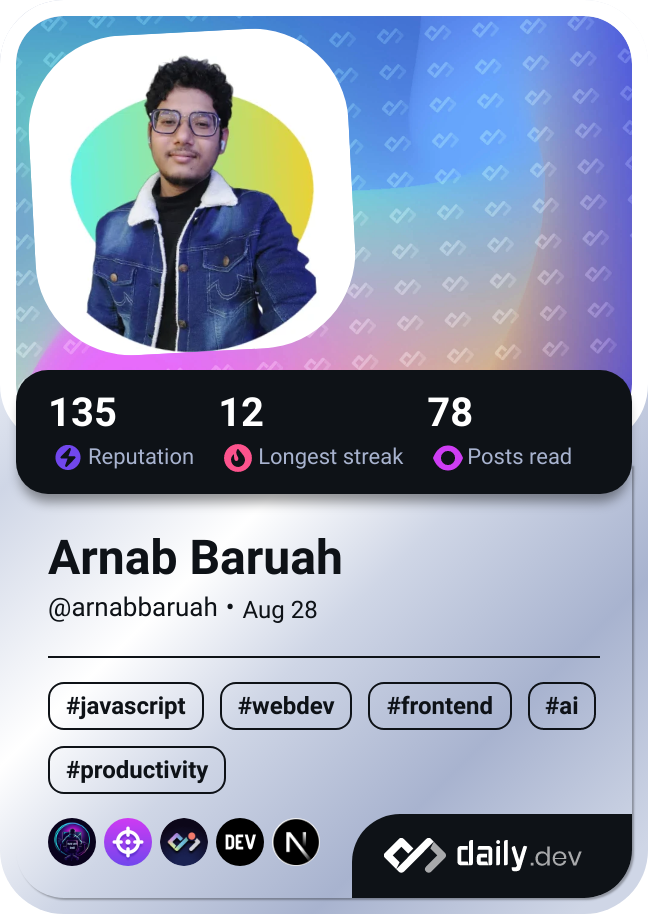 135 12 78
Reputation Longest streak Posts read
Arnab Baruah
@arnabbaruah • Aug 28
#javascript #webdev #frontend #ai
#productivity
DEV N
daily.dev